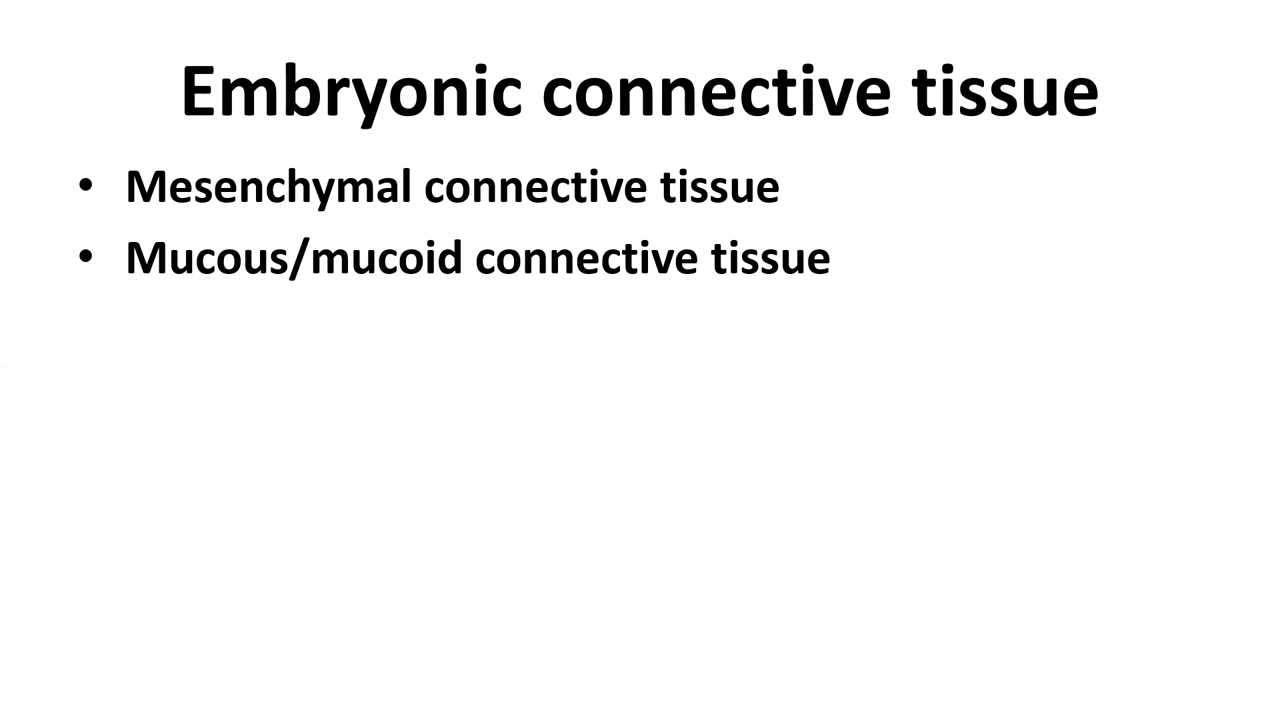 Embryonic connective tissue
• Mesenchymal connective tissue
• Mucous/mucoid connective tissue